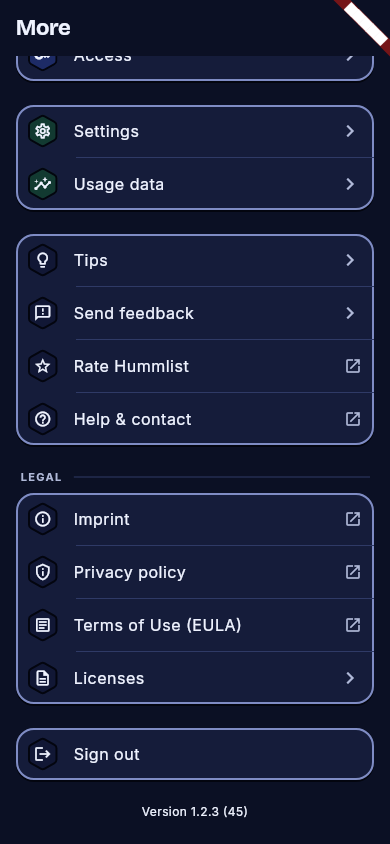 More
Access
Settings
Usage data
Tips
Send feedback
Rate Hummlist
Help & contact
LEGAL
Imprint
Privacy policy
Terms of Use (EULA)
Licenses
Sign out
Version 1.2.3 (45)